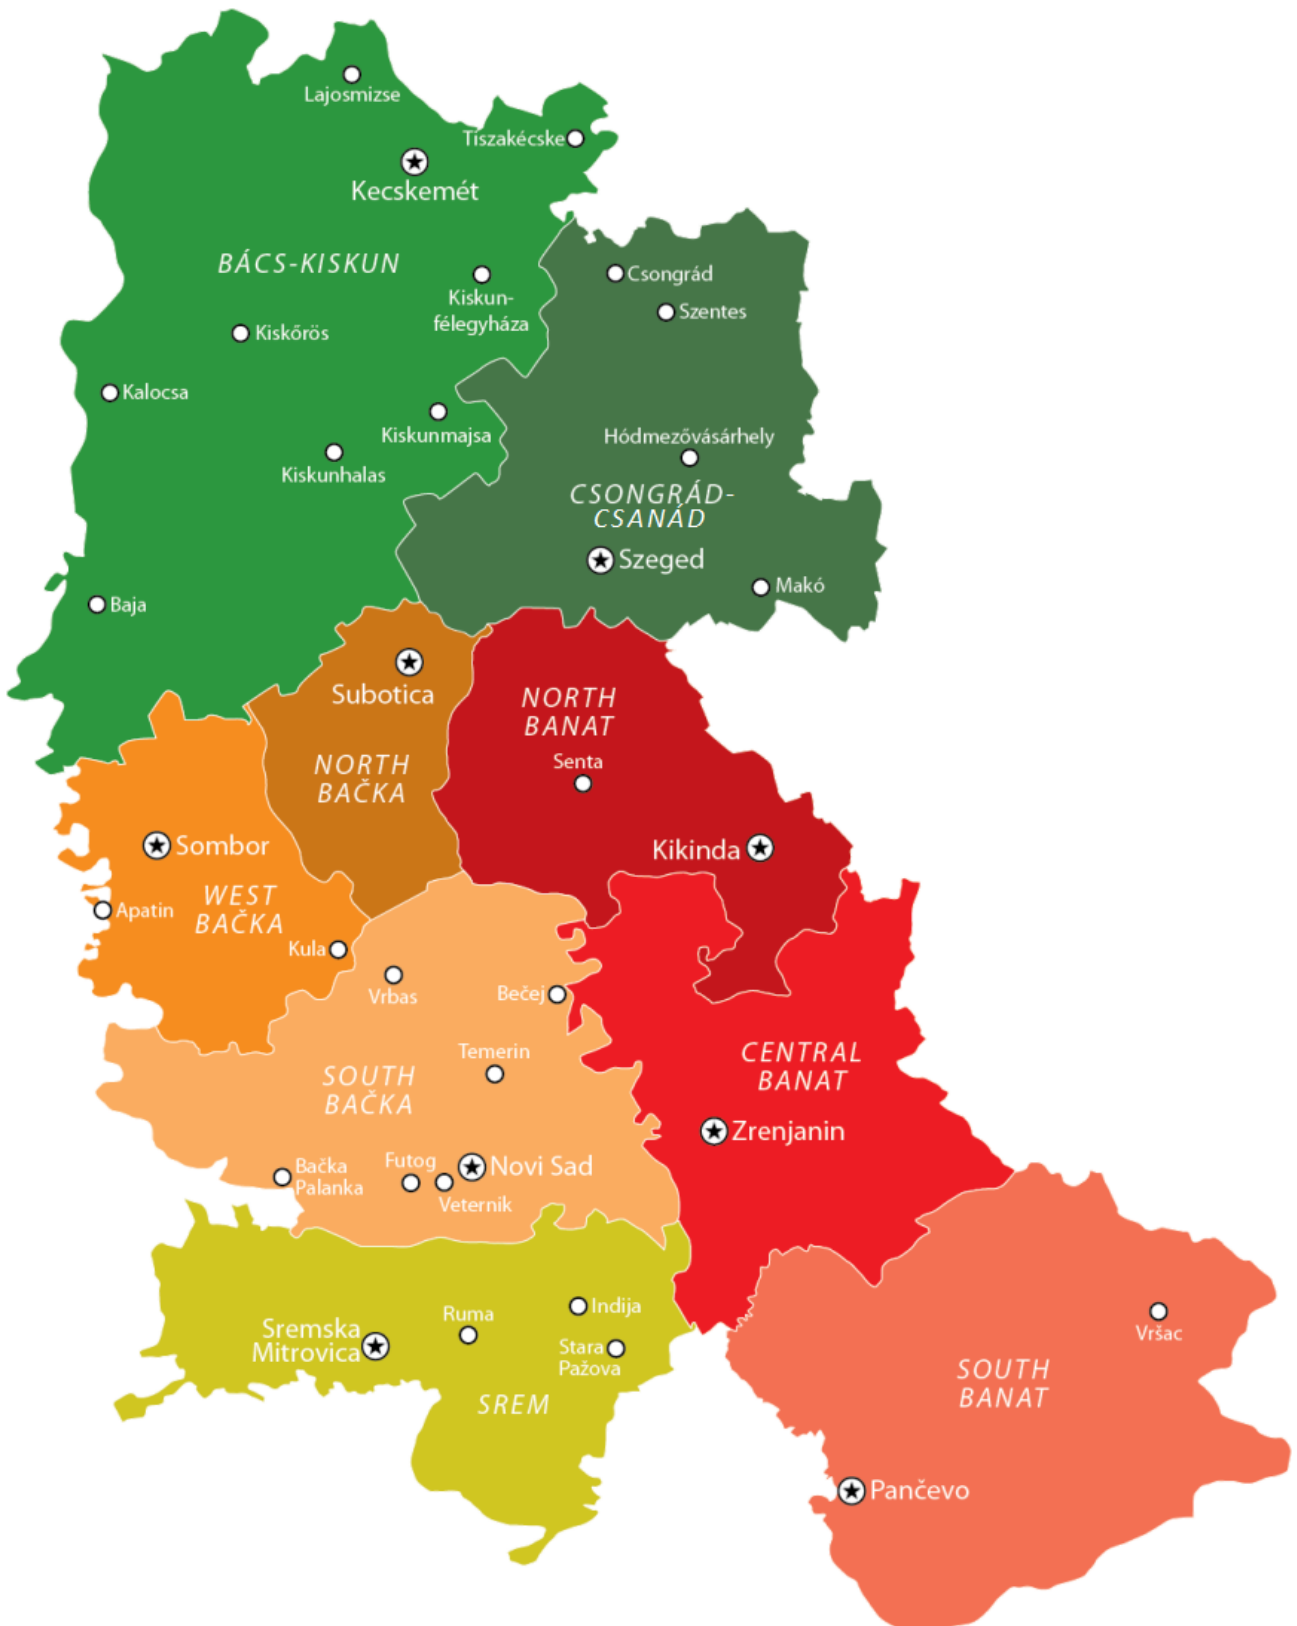 Lajosmizse
Tiszakécske
Kecskemét
BÁCS-KISKUN
Csongrád
Kiskun-
félegyháza
Szentes
Kiskőrös
Kalocsa
Kiskunmajsa
Hódmezővásárhely
Kiskunhalas
CSONGRÁD-
CSANÁD
Szeged
Makó
Baja
Subotica
NORTH
BANAT
NORTH
BAČKA
Senta
Sombor
Kikinda
WEST
BAČKA
Apatin
Kula
Vrbas
Bečej
Temerin
CENTRAL
BANAT
SOUTH
BAČKA
Zrenjanin
Bačka
Palanka
Futog
Novi Sad
Veternik
Indija
Ruma
Sremska
Mitrovica
Stara
Pažova
Vršac
SREM
SOUTH
BANAT
Pančevo